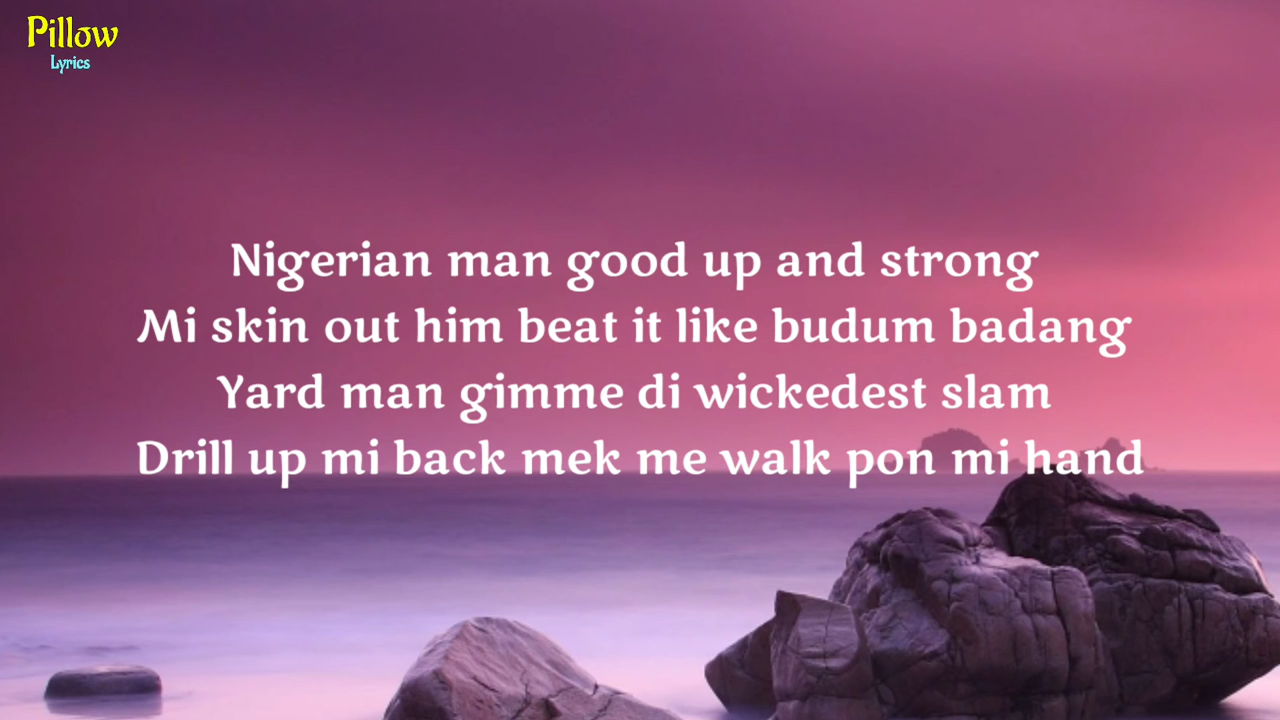 Pillow
Lyrics
Nigerian man good up and strong
Mi skin out him beat it like budum badang
Yard man gimme di wickedest slam
Drill up mi back mek me walk pon mi hand